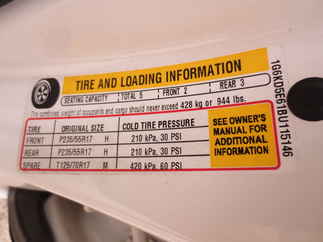 TIRE AND LOADING INFORMATION
SEATING CAPACITY TOTAL 5 FRONT 2 REAR 3
The combined weight of occupants and cargo should never exceed 428 kg or 944 lbs.
TIRE ORIGINAL SIZE COLD TIRE PRESSURE
FRONT P235/55R17 H 210 kPa, 30 PSI
REAR P235/55R17 H 210 kPa, 30 PSI
SPARE T125/70R17 M 420 kPa, 60 PSI
SEE OWNER'S
MANUAL FOR
ADDITIONAL
INFORMATION
1G6KD5E61BU115146